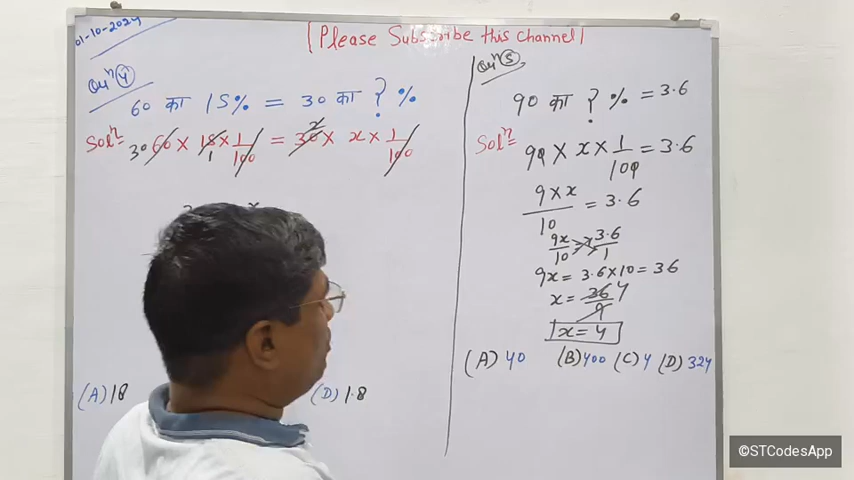 01-10-2024
[Please Subscribe this channel]
Quⁿ(4)
60 का 15% = 30 का ? %
Solⁿ= 30 60 × 15 × 1/100 = 30 × x × 1/100
(A) 18
(D) 1.8
Quⁿ(5)
90 का ? % = 3.6
Solⁿ= 90 × x × 1/100 = 3.6
9 × x / 10 = 3.6
9x/10 = 3.6/1
9x = 3.6×10 = 36
x = 36/9 4
x = 4
(A) 40 (B) 400 (C) 4 (D) 324
©STCodesApp